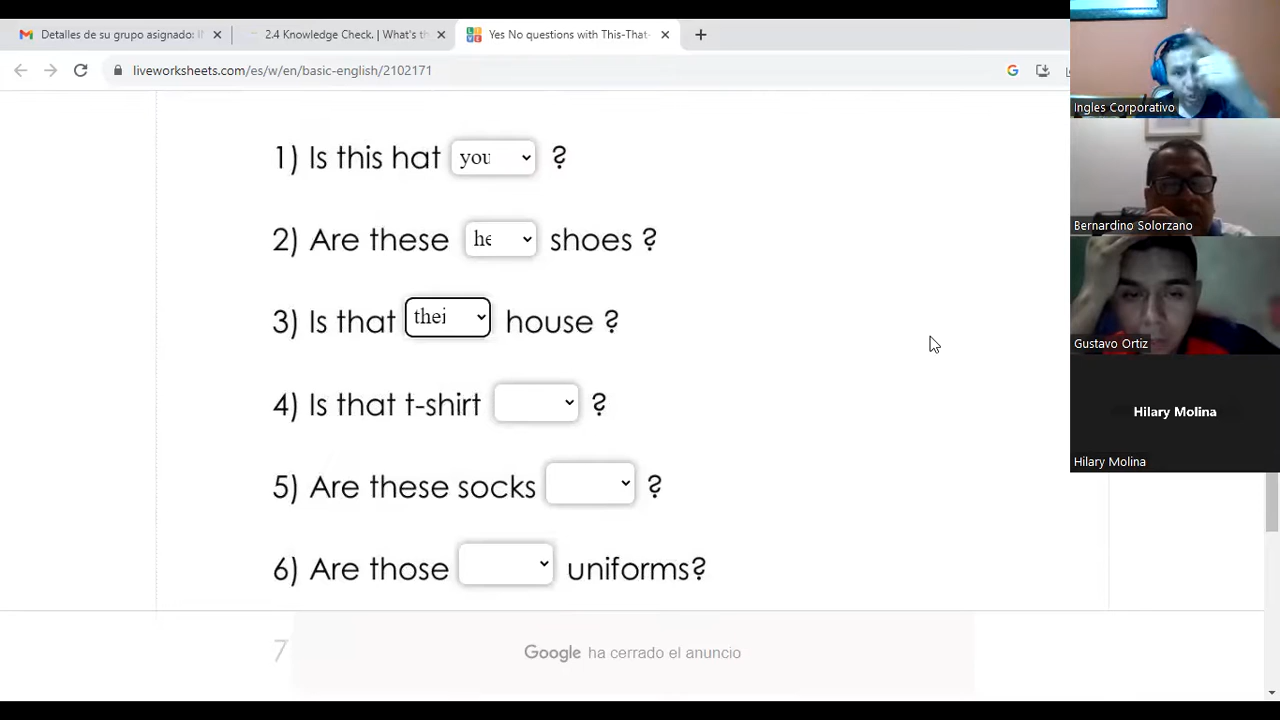 Detalles de su grupo asignado: I
2.4 Knowledge Check. | What's th
Yes No questions with This-That-
liveworksheets.com/es/w/en/basic-english/2102171
Ingles Corporativo
1) Is this hat you ?
Bernardino Solorzano
2) Are these he shoes ?
3) Is that thei house ?
Gustavo Ortiz
4) Is that t-shirt ?
Hilary Molina
Hilary Molina
5) Are these socks ?
6) Are those uniforms?
7
Google ha cerrado el anuncio